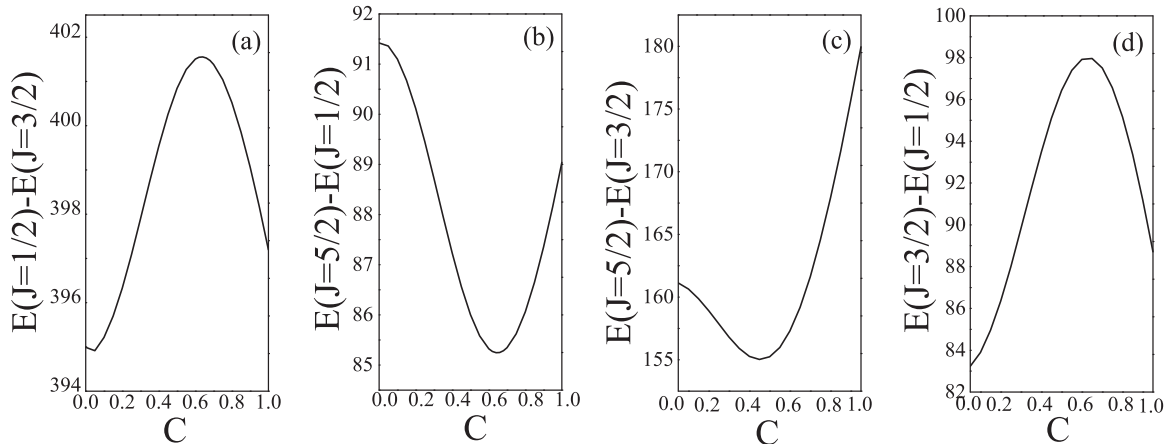 (a)
E(J=1/2)-E(J=3/2)
402
400
398
395
394
0.0 0.2 0.4 0.6 0.8 1.0
C
(b)
E(J=5/2)-E(J=1/2)
92
91
90
89
88
87
86
85
0.0 0.2 0.4 0.6 0.8 1.0
C
(c)
E(J=5/2)-E(J=3/2)
180
175
170
165
160
155
0.0 0.2 0.4 0.6 0.8 1.0
C
(d)
E(J=3/2)-E(J=1/2)
100
98
96
94
92
90
88
86
84
82
0.0 0.2 0.4 0.6 0.8 1.0
C